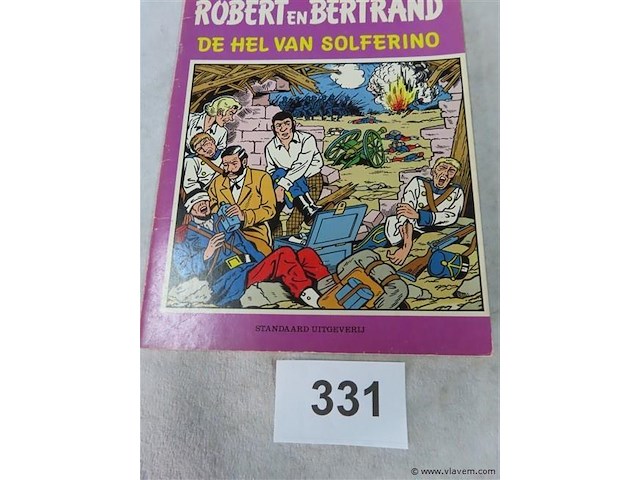 ROBERT EN BERTRAND
DE HEL VAN SOLFERINO
STANDAARD UITGEVERIJ
331
© www.vlavem.com